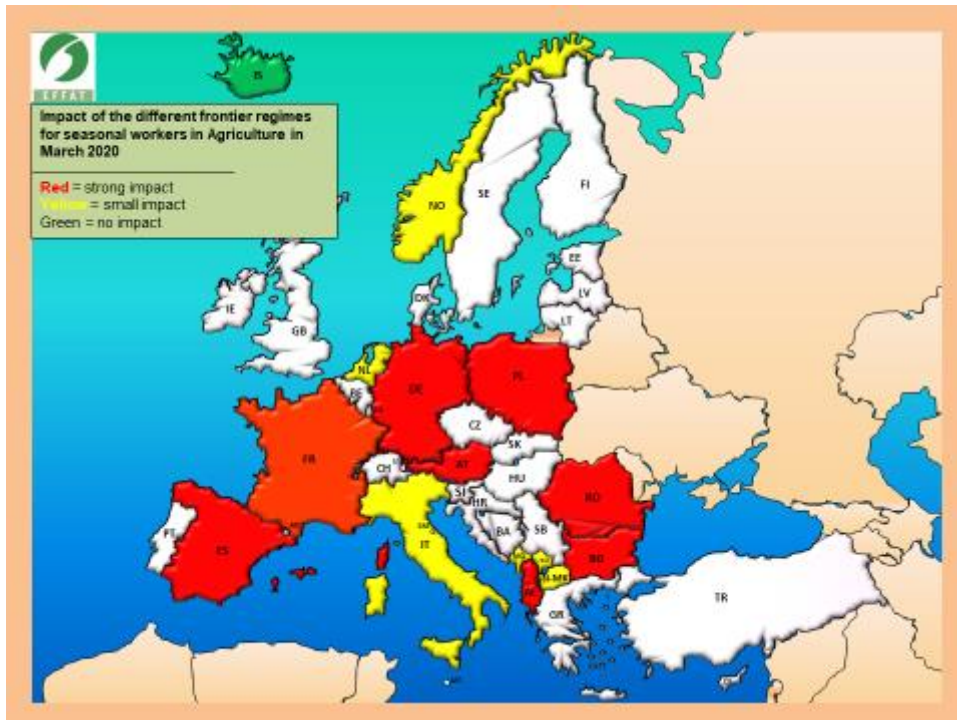 EFFAT
Impact of the different frontier regimes
for seasonal workers in Agriculture in
March 2020
Red = strong impact
Yellow = small impact
Green = no impact
IS
NO
SE
FI
EE
LV
LT
DK
IE
GB
NL
BE
DE
PL
CZ
SK
FR
CH
AT
HU
RO
SI
HR
BA
SB
PT
ES
IT
N-MK
AL
GR
TR